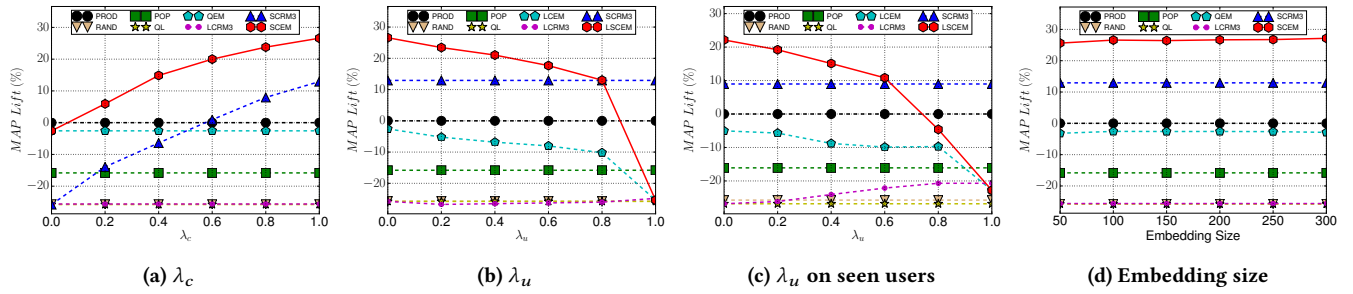 PROD POP QEM SCRM3
RAND QL LCRM3 SCEM
MAP Lift (%)
30
20
10
0
−10
−20
0.0 0.2 0.4 0.6 0.8 1.0
λc
(a) λc
PROD POP LCEM SCRM3
RAND QL LCRM3 LSCEM
MAP Lift (%)
30
20
10
0
−10
−20
0.0 0.2 0.4 0.6 0.8 1.0
λu
(b) λu
PROD POP LCEM SCRM3
RAND QL LCRM3 LSCEM
MAP Lift (%)
30
20
10
0
−10
−20
0.0 0.2 0.4 0.6 0.8 1.0
λu
(c) λu on seen users
PROD POP QEM SCRM3
RAND QL LCRM3 SCEM
MAP Lift (%)
30
20
10
0
−10
−20
50 100 150 200 250 300
Embedding Size
(d) Embedding size